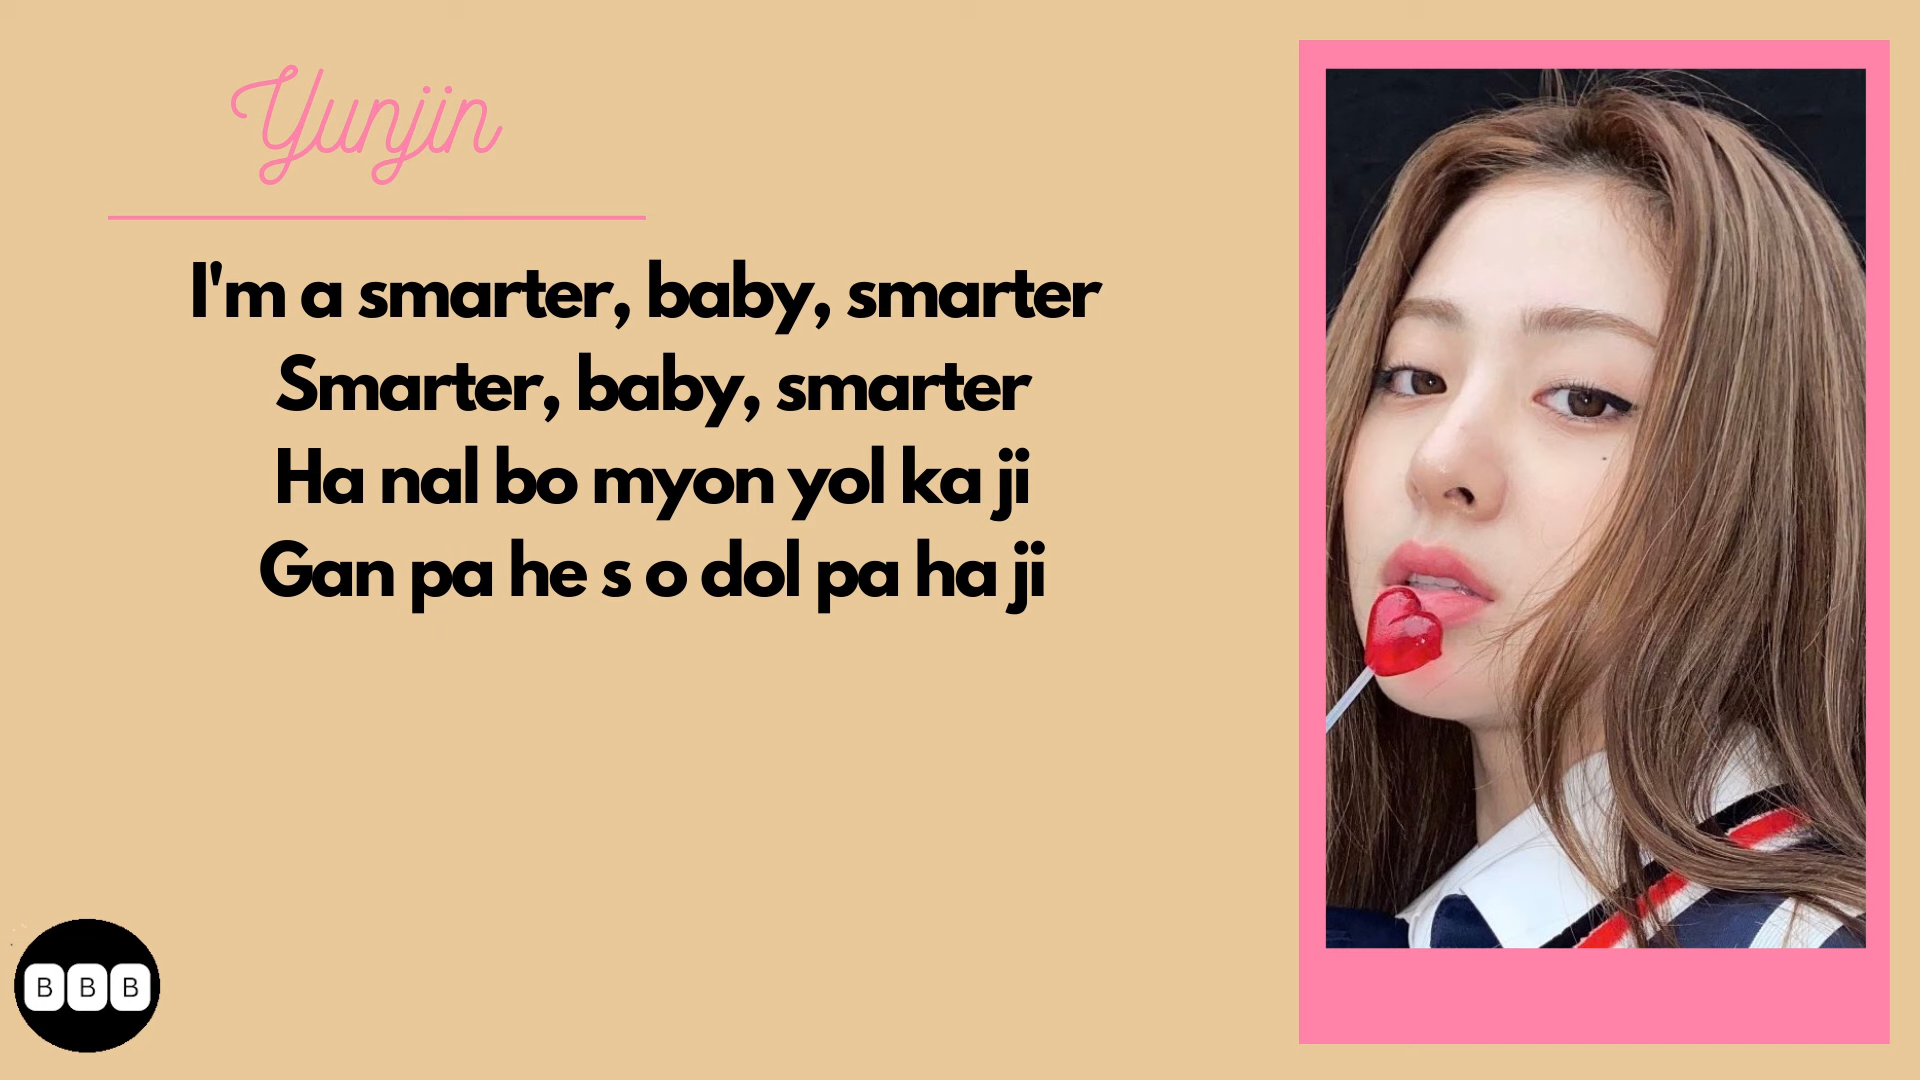 Yunjin
I'm a smarter, baby, smarter
Smarter, baby, smarter
Ha nal bo myon yol ka ji
Gan pa he s o dol pa ha ji
B B B